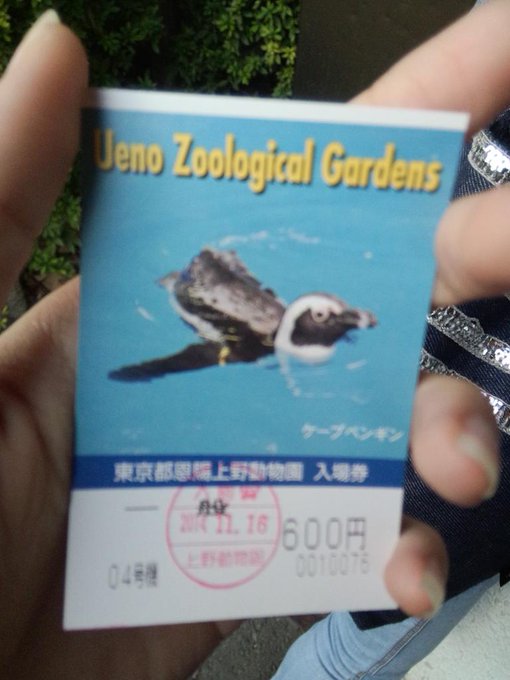 Ueno Zoological Gardens
ケープペンギン
東京都恩賜上野動物園 入場券
一般
2014.11.16
600円
上野動物園
04号機
0010076